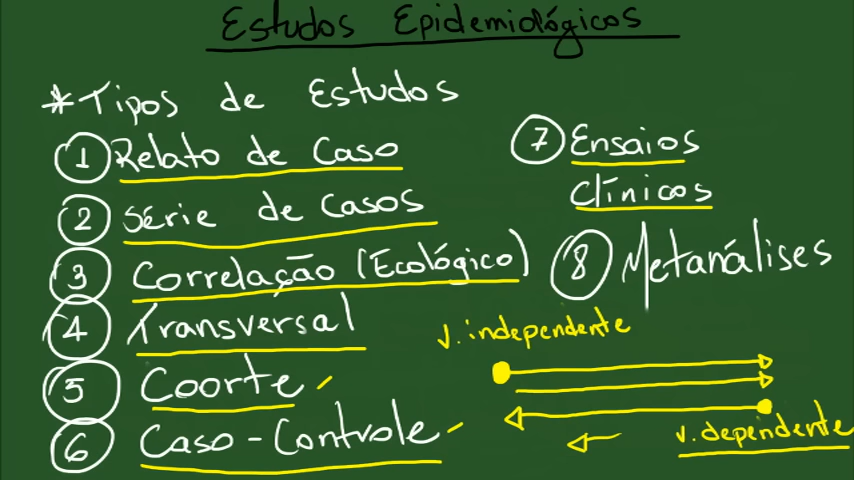 Estudos Epidemiológicos
*Tipos de Estudos
1 Relato de Caso
2 Série de Casos
3 Correlação (Ecológico)
4 Transversal
5 Coorte
6 Caso-Controle
7 Ensaios
Clínicos
8 Metanálises
v. independente
v. dependente